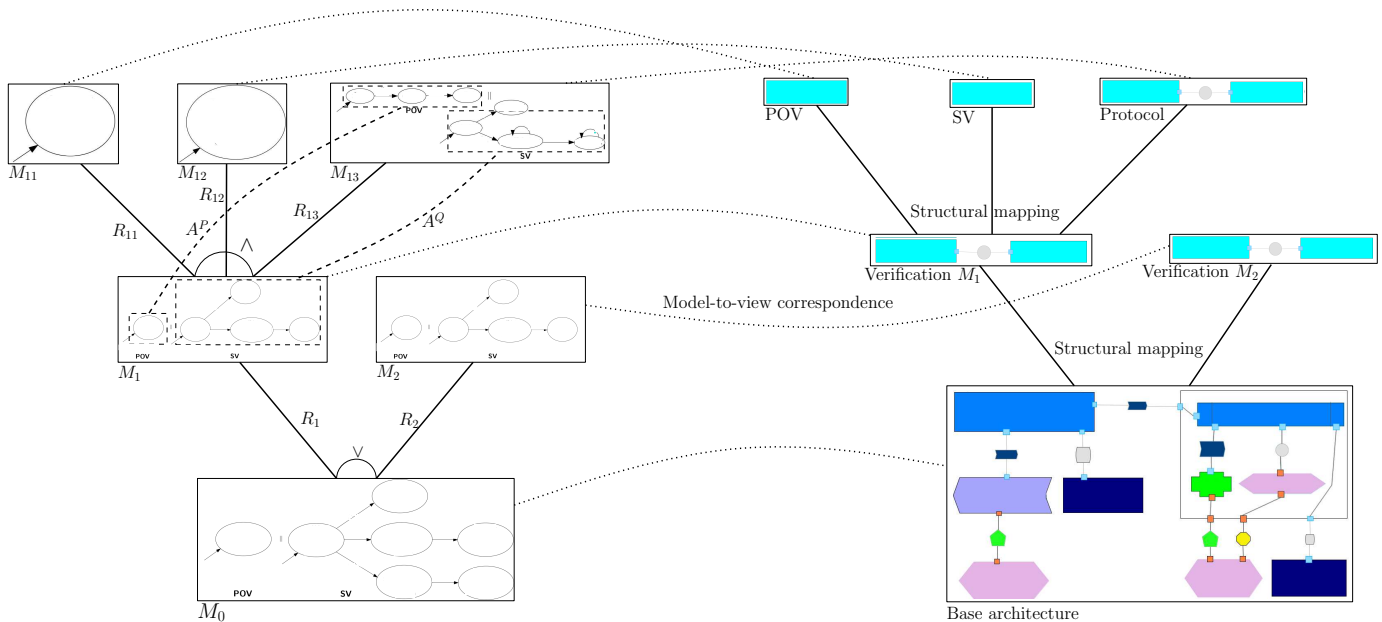 POV
SV
POV
SV
Protocol
M11
M12
M13
R12
R11
R13
A^P
A^Q
∧
Structural mapping
Verification M1
Verification M2
Model-to-view correspondence
POV
SV
POV
SV
M1
M2
Structural mapping
R1
R2
∨
POV
SV
M0
Base architecture